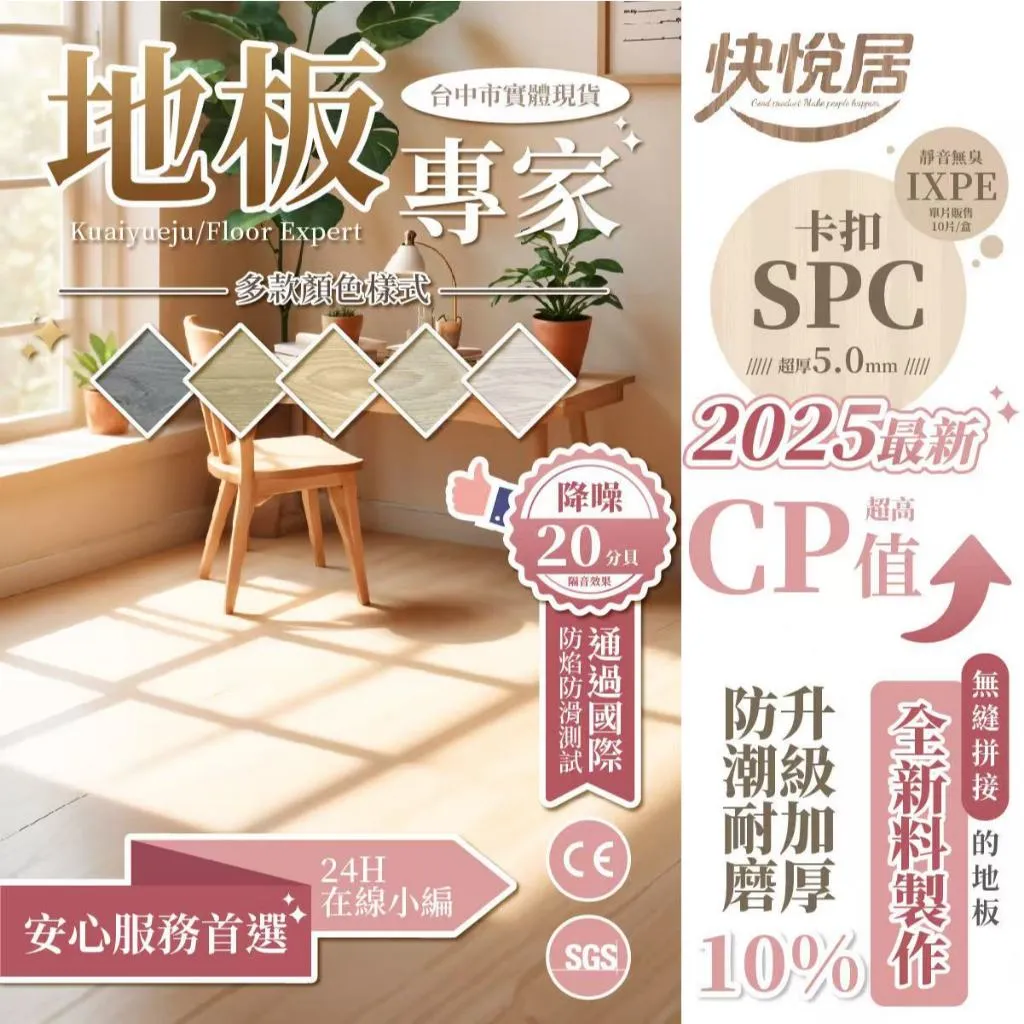 地板
專家
台中市實體現貨
Kuaiyueju/Floor Expert
多款顏色樣式
降噪
20分貝
隔音效果
通過國際
防焰防滑測試
CE
SGS
24H
在線小編
安心服務首選
快悅居
Good product Make people happier.
靜音無臭
IXPE
單片販售
10片/盒
卡扣
SPC
///// 超厚5.0mm /////
2025最新
超高
CP值
升級加厚
防潮耐磨
10%
無縫拼接
的地板
全新料製作